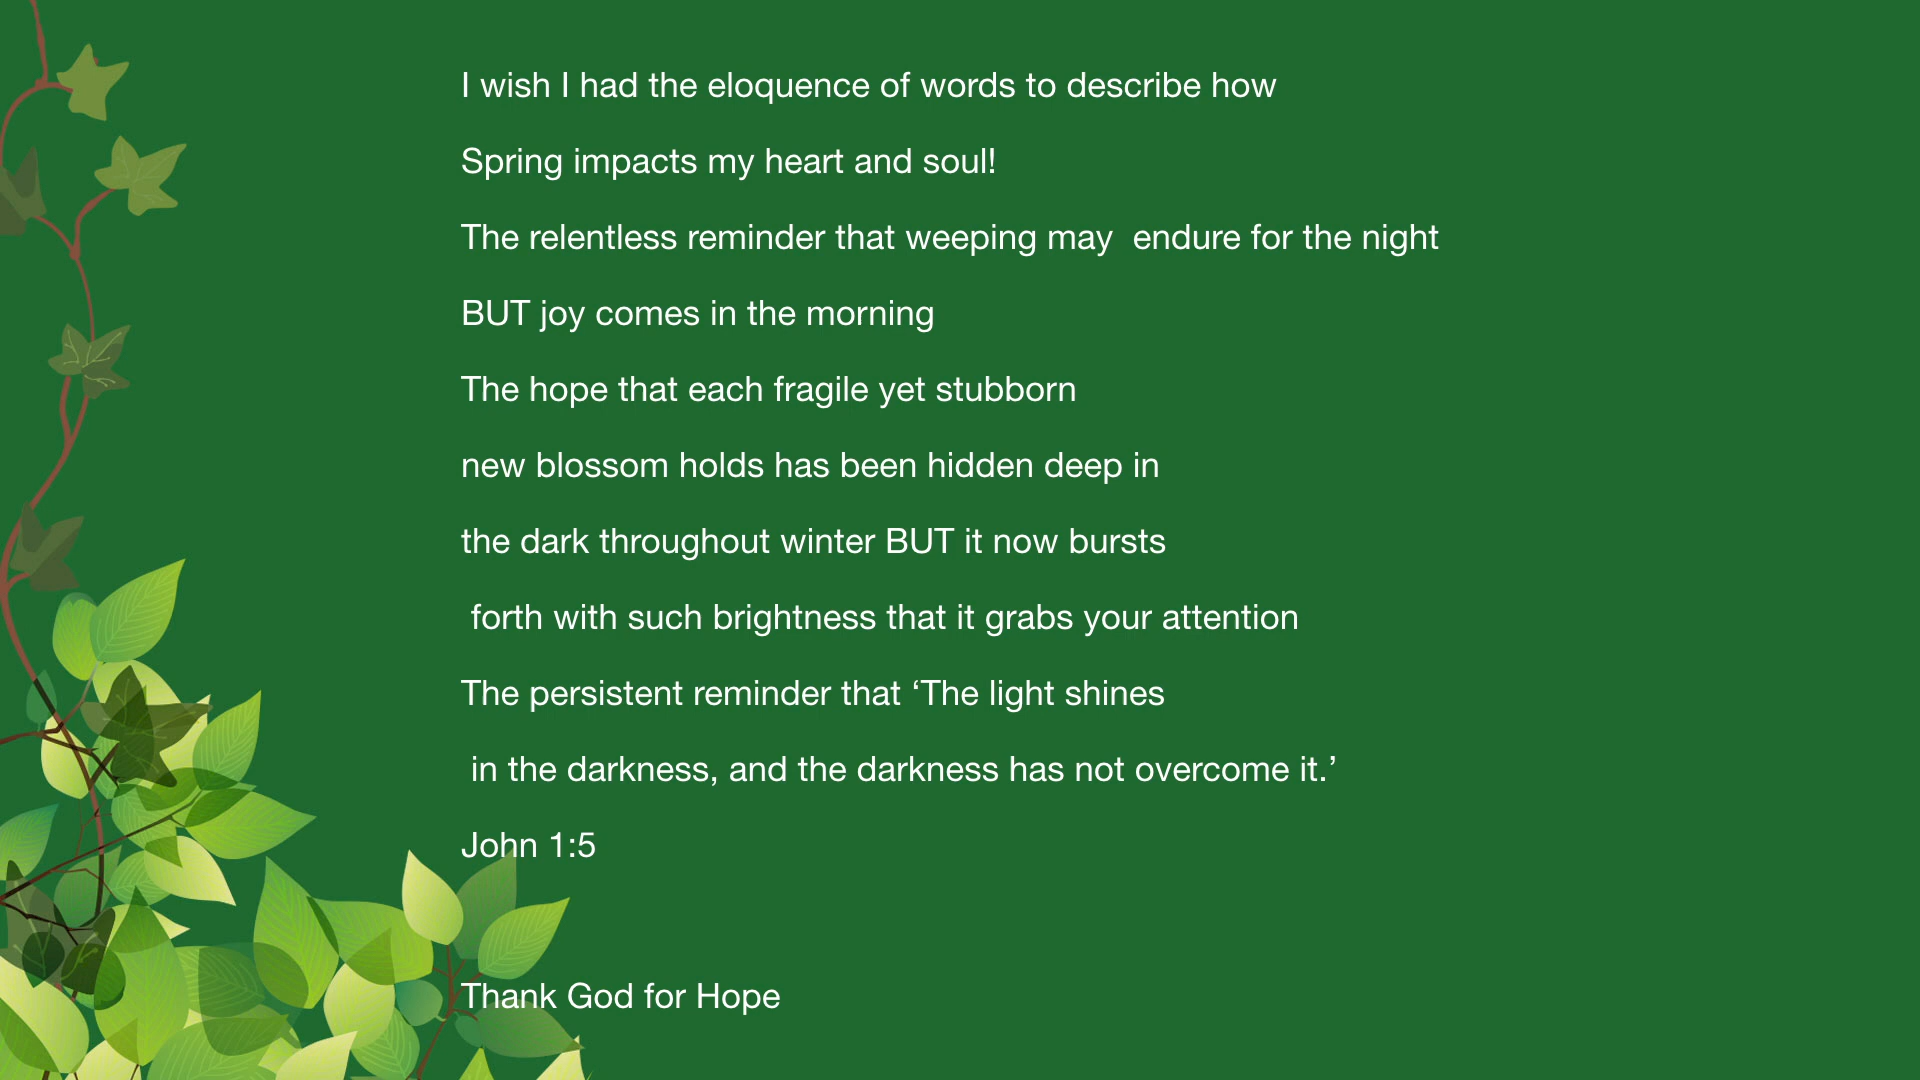 I wish I had the eloquence of words to describe how
Spring impacts my heart and soul!
The relentless reminder that weeping may  endure for the night
BUT joy comes in the morning
The hope that each fragile yet stubborn
new blossom holds has been hidden deep in
the dark throughout winter BUT it now bursts
forth with such brightness that it grabs your attention
The persistent reminder that ‘The light shines
in the darkness, and the darkness has not overcome it.’
John 1:5
Thank God for Hope